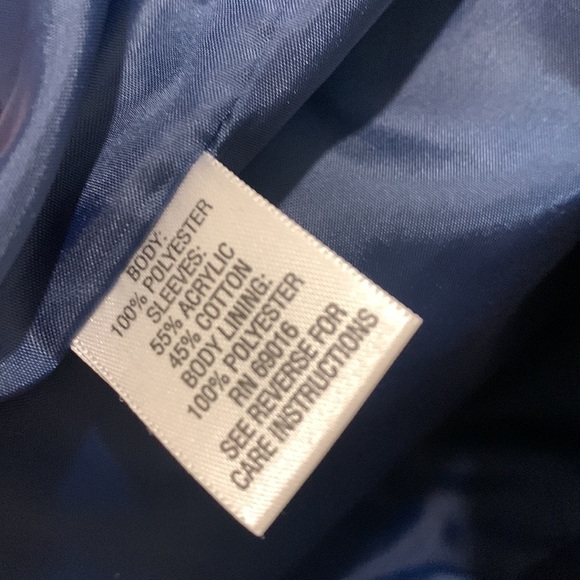 BODY:
100% POLYESTER
SLEEVES:
55% ACRYLIC
45% COTTON
BODY LINING:
100% POLYESTER
RN 69016
SEE REVERSE FOR
CARE INSTRUCTIONS